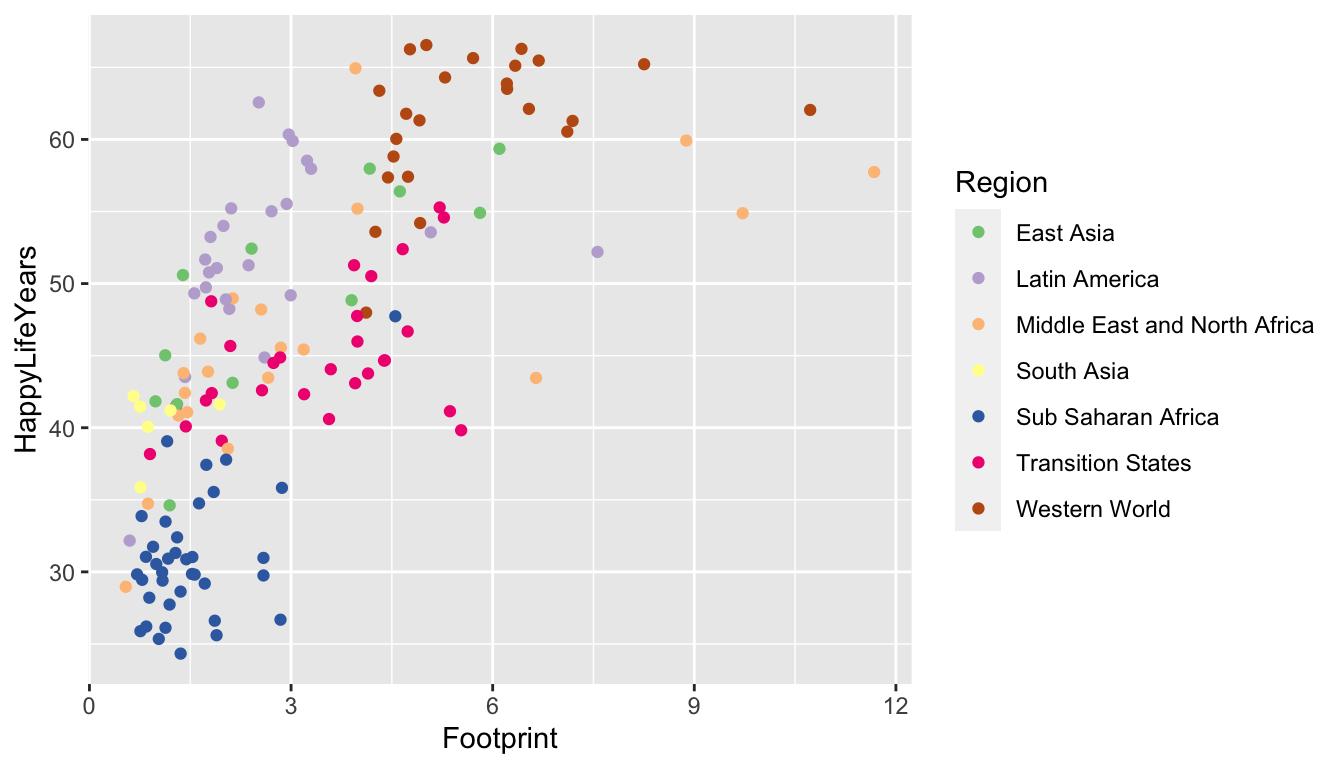 60
50
40
30
HappyLifeYears
0 3 6 9 12
Footprint
Region
East Asia
Latin America
Middle East and North Africa
South Asia
Sub Saharan Africa
Transition States
Western World